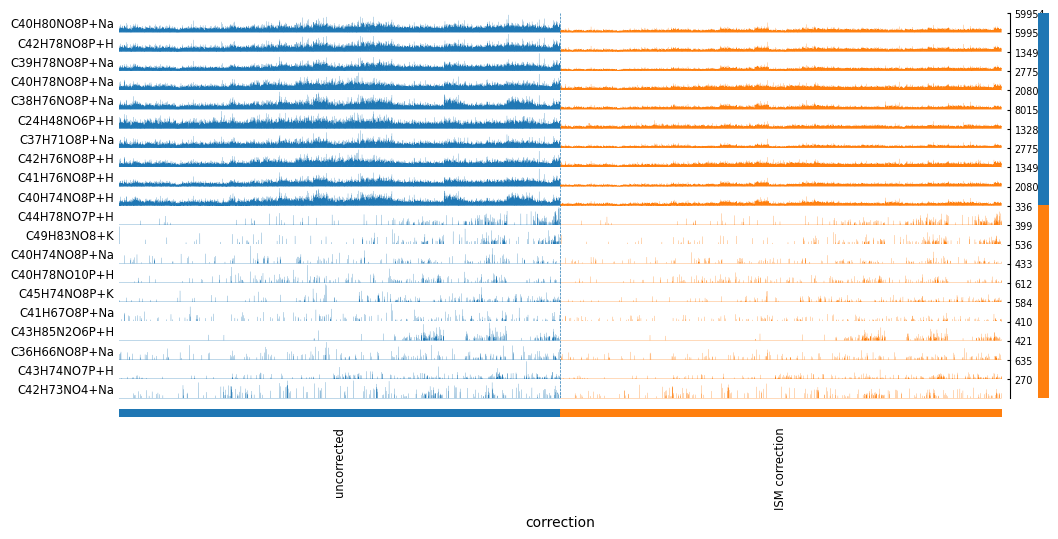 C40H80NO8P+Na 59954
C42H78NO8P+H 5995
C39H78NO8P+Na 1349
C40H78NO8P+Na 2775
C38H76NO8P+Na 2080
C24H48NO6P+H 8015
C37H71O8P+Na 1328
C42H76NO8P+H 2775
C41H76NO8P+H 1349
C40H74NO8P+H 2080
C44H78NO7P+H 336
C49H83NO8+K 399
C40H74NO8P+Na 536
C40H78NO10P+H 433
C45H74NO8P+K 612
C41H67O8P+Na 584
C43H85N2O6P+H 410
C36H66NO8P+Na 421
C43H74NO7P+H 635
C42H73NO4+Na 270
uncorrected
ISM correction
correction